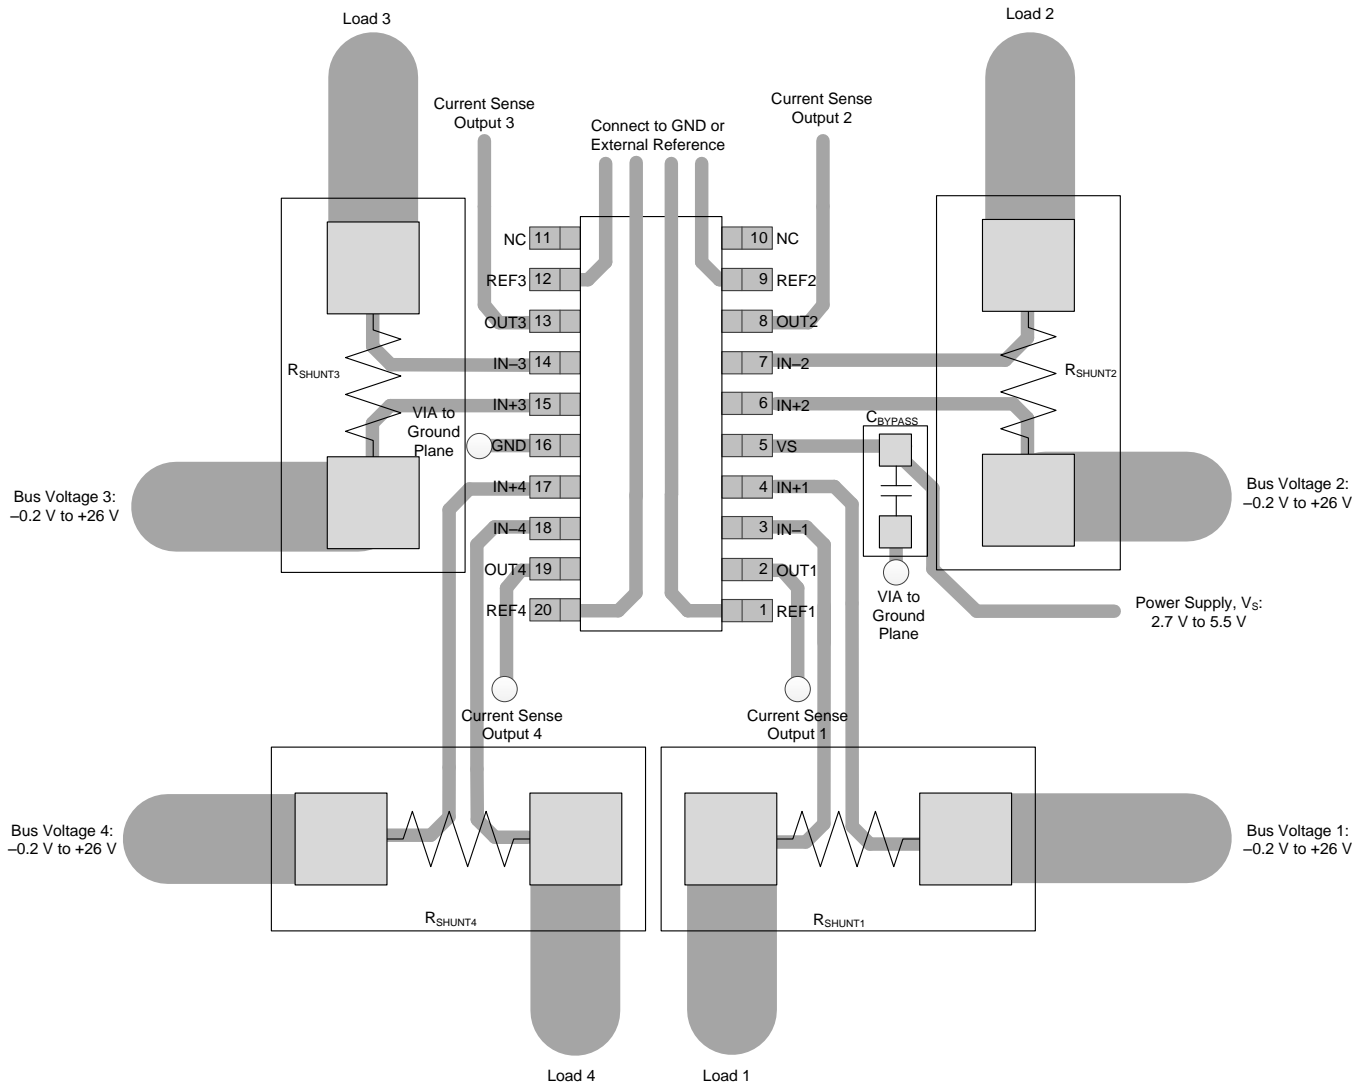 Load 3
Load 2
Current Sense
Output 3
Current Sense
Output 2
Connect to GND or
External Reference
NC 11
10 NC
REF3 12
9 REF2
OUT3 13
8 OUT2
IN–3 14
7 IN–2
RSHUNT3
RSHUNT2
IN+3 15
6 IN+2
VIA to
Ground
Plane
CBYPASS
GND 16
5 VS
IN+4 17
4 IN+1
Bus Voltage 3:
–0.2 V to +26 V
Bus Voltage 2:
–0.2 V to +26 V
IN–4 18
3 IN–1
OUT4 19
2 OUT1
REF4 20
1 REF1
VIA to
Ground
Plane
Power Supply, VS:
2.7 V to 5.5 V
Current Sense
Output 4
Current Sense
Output 1
Bus Voltage 4:
–0.2 V to +26 V
Bus Voltage 1:
–0.2 V to +26 V
RSHUNT4
RSHUNT1
Load 4
Load 1